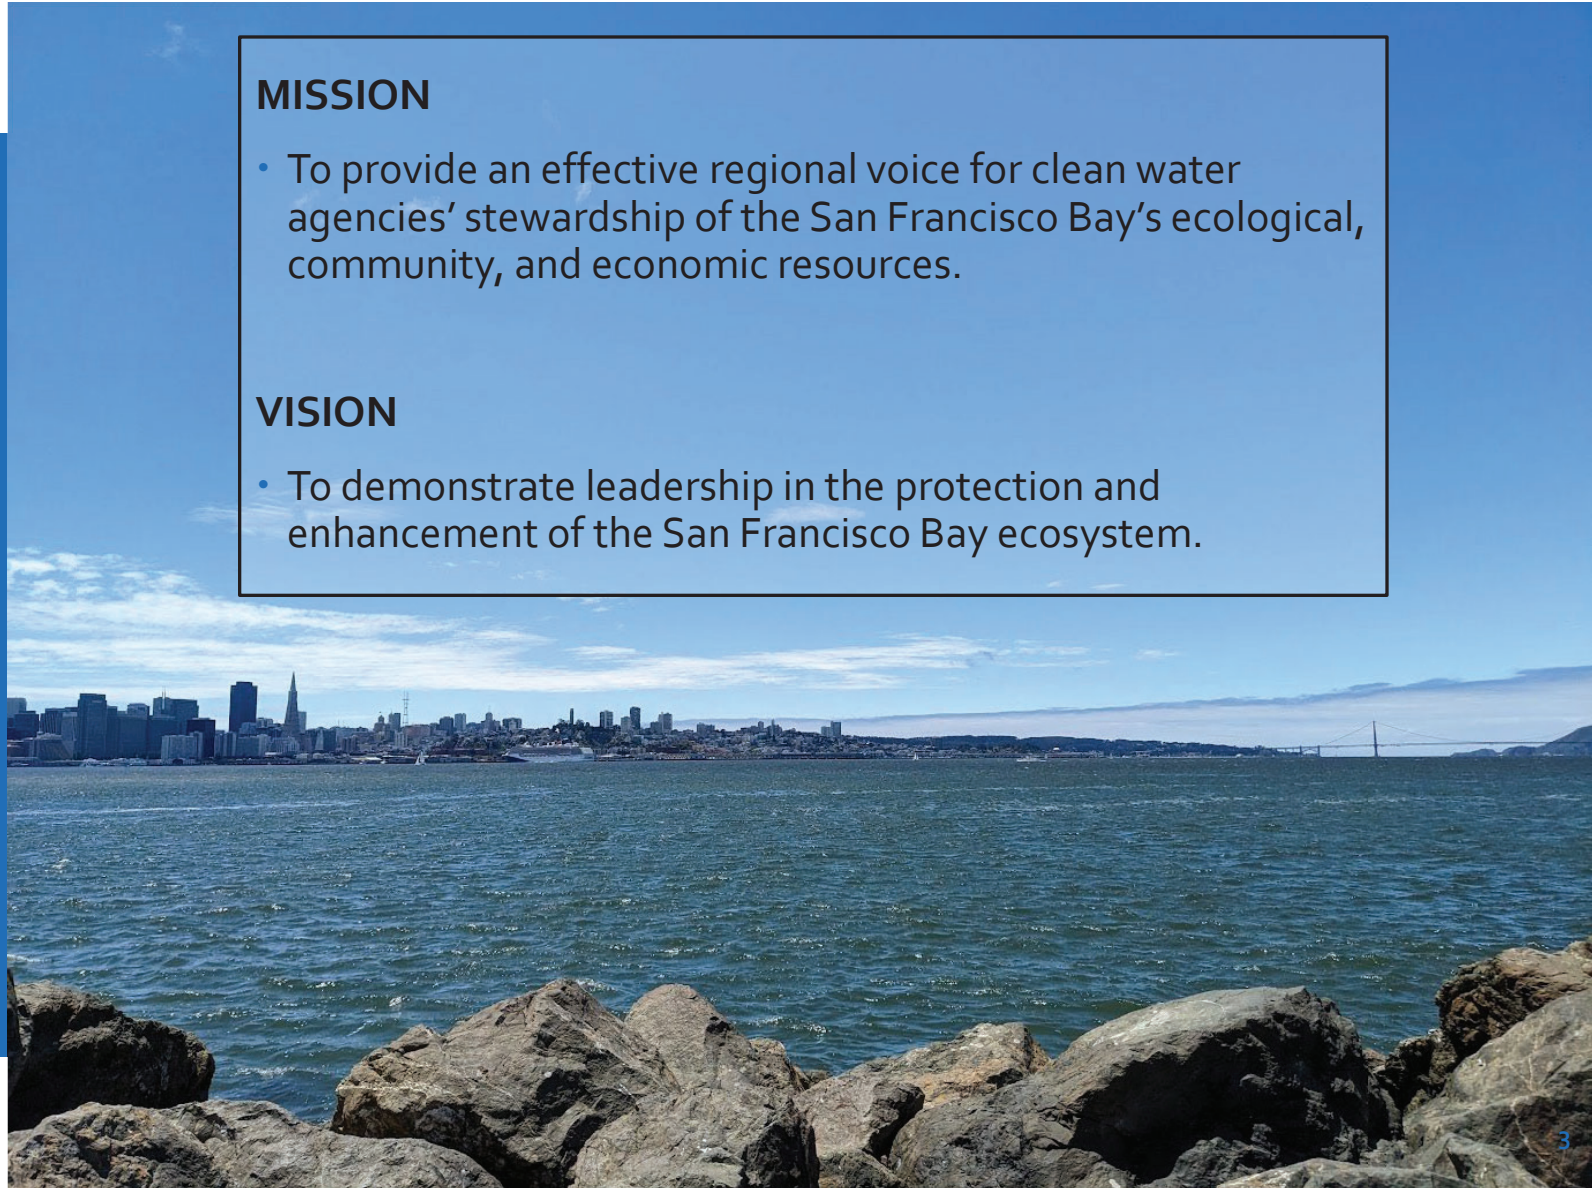 MISSION
• To provide an effective regional voice for clean water
agencies’ stewardship of the San Francisco Bay’s ecological,
community, and economic resources.
VISION
• To demonstrate leadership in the protection and
enhancement of the San Francisco Bay ecosystem.
3